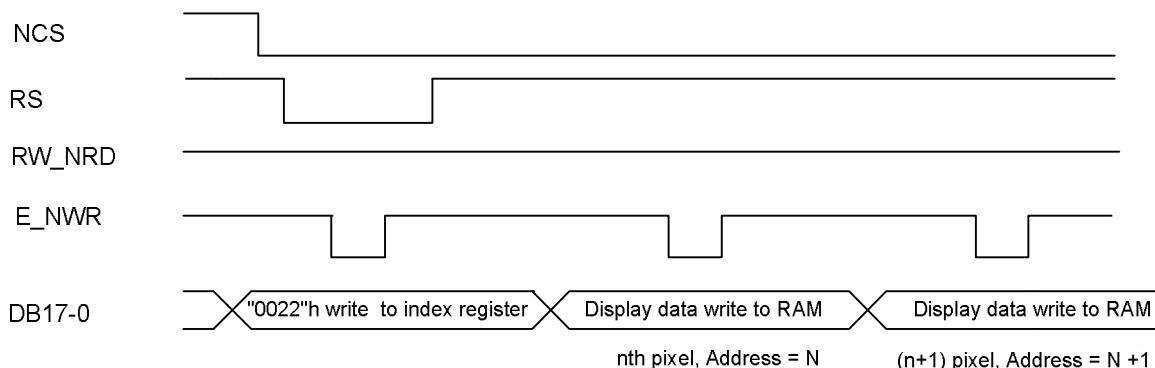 NCS
RS
RW_NRD
E_NWR
DB17-0
"0022"h write to index register
Display data write to RAM
Display data write to RAM
nth pixel, Address = N
(n+1) pixel, Address = N +1